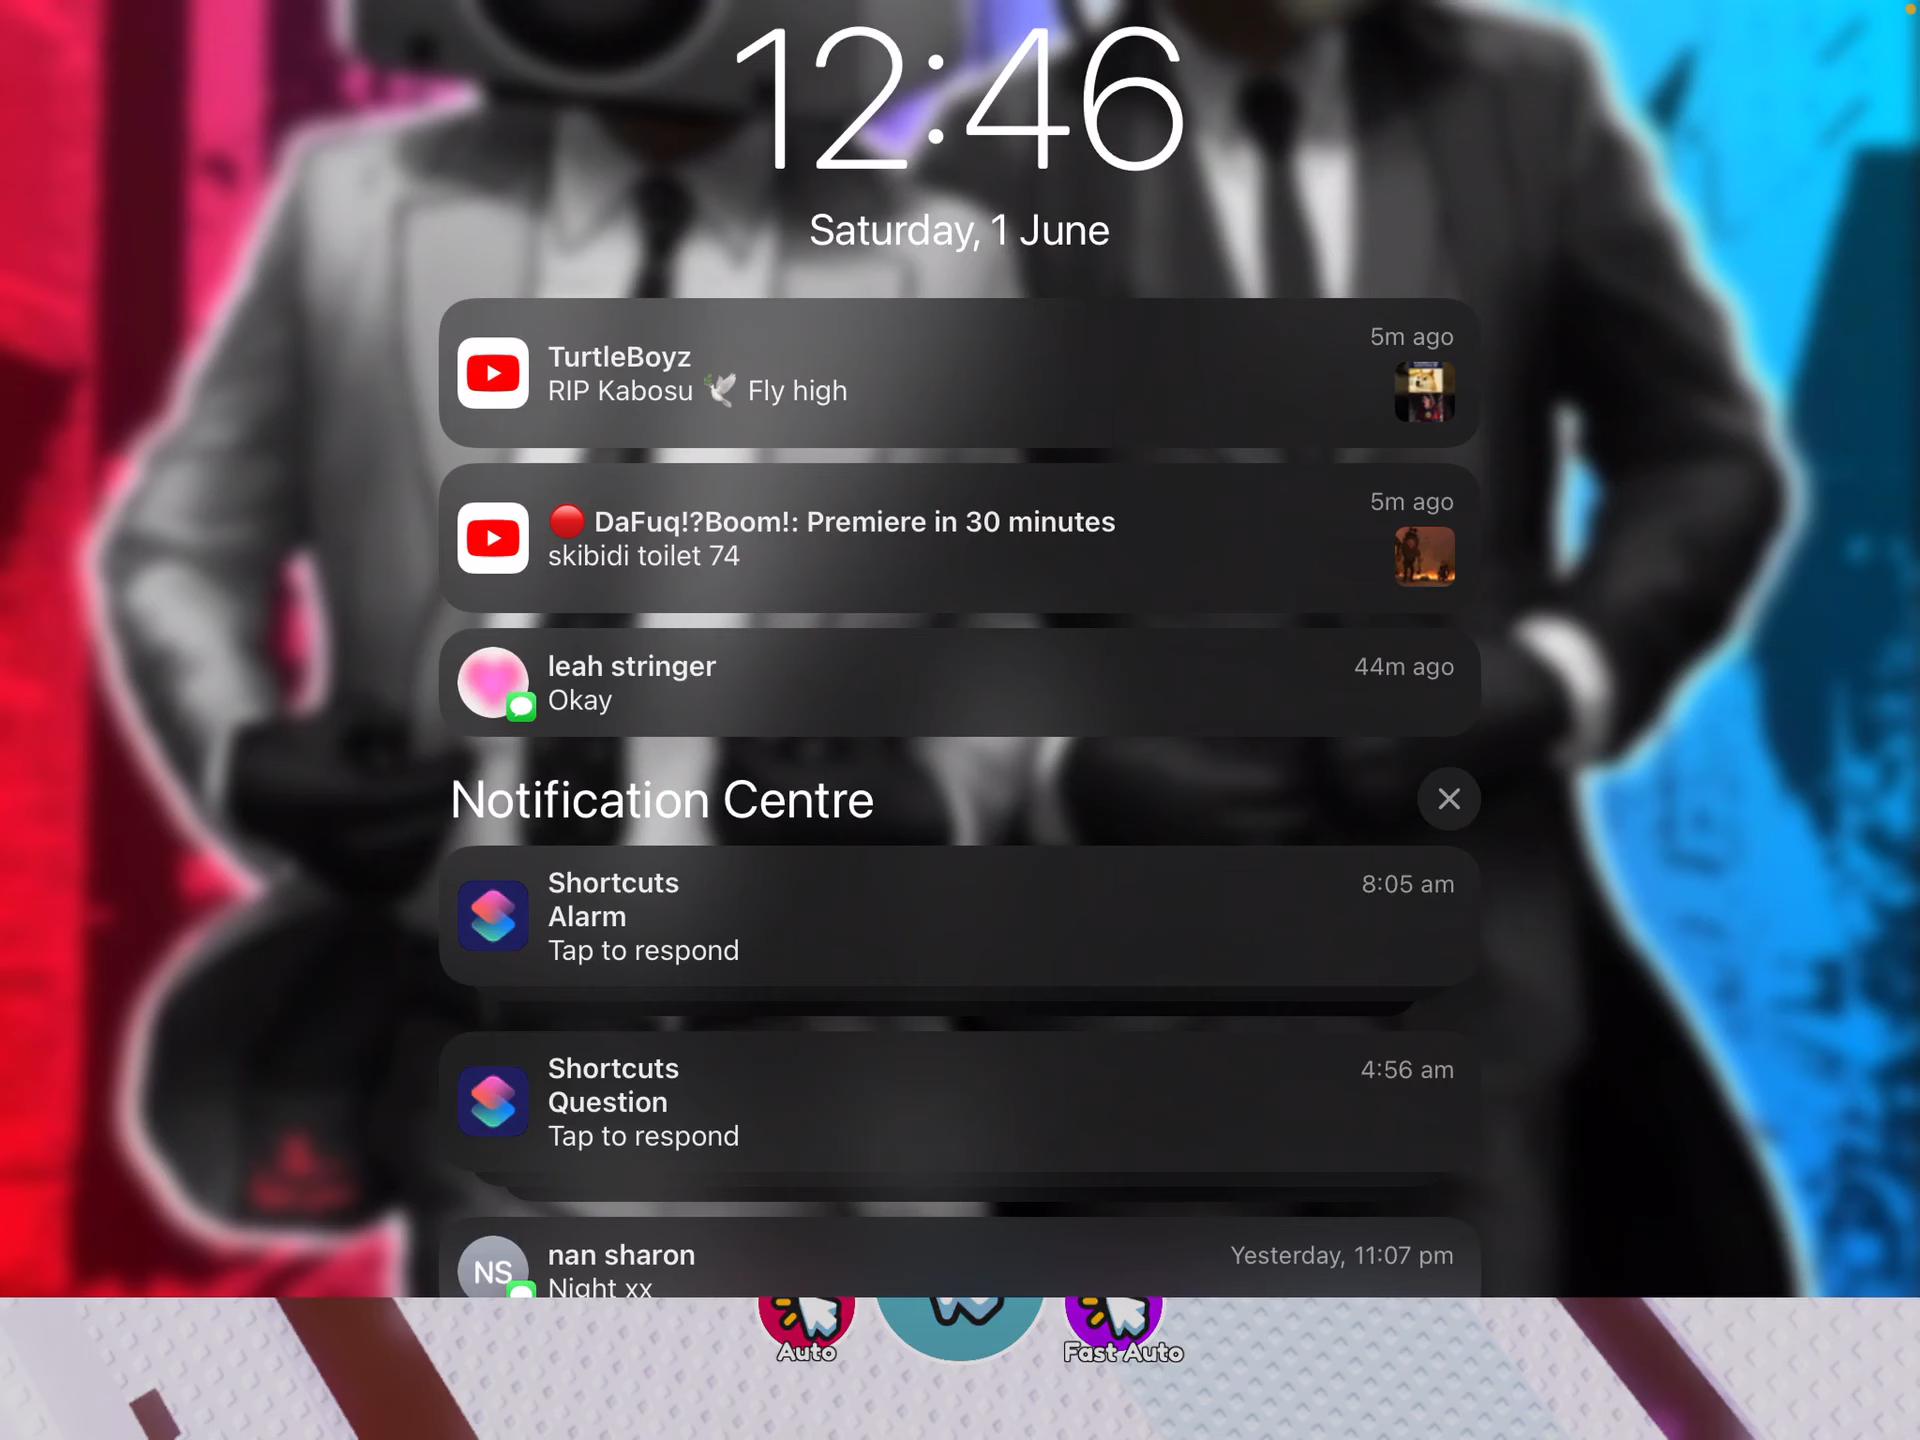 12:46
Saturday, 1 June
TurtleBoyz
5m ago
RIP Kabosu 🕊️ Fly high
🔴 DaFuq!?Boom!: Premiere in 30 minutes
5m ago
skibidi toilet 74
leah stringer
44m ago
Okay
Notification Centre
Shortcuts
8:05 am
Alarm
Tap to respond
Shortcuts
4:56 am
Question
Tap to respond
NS
nan sharon
Yesterday, 11:07 pm
Night xx
Auto
Fast Auto